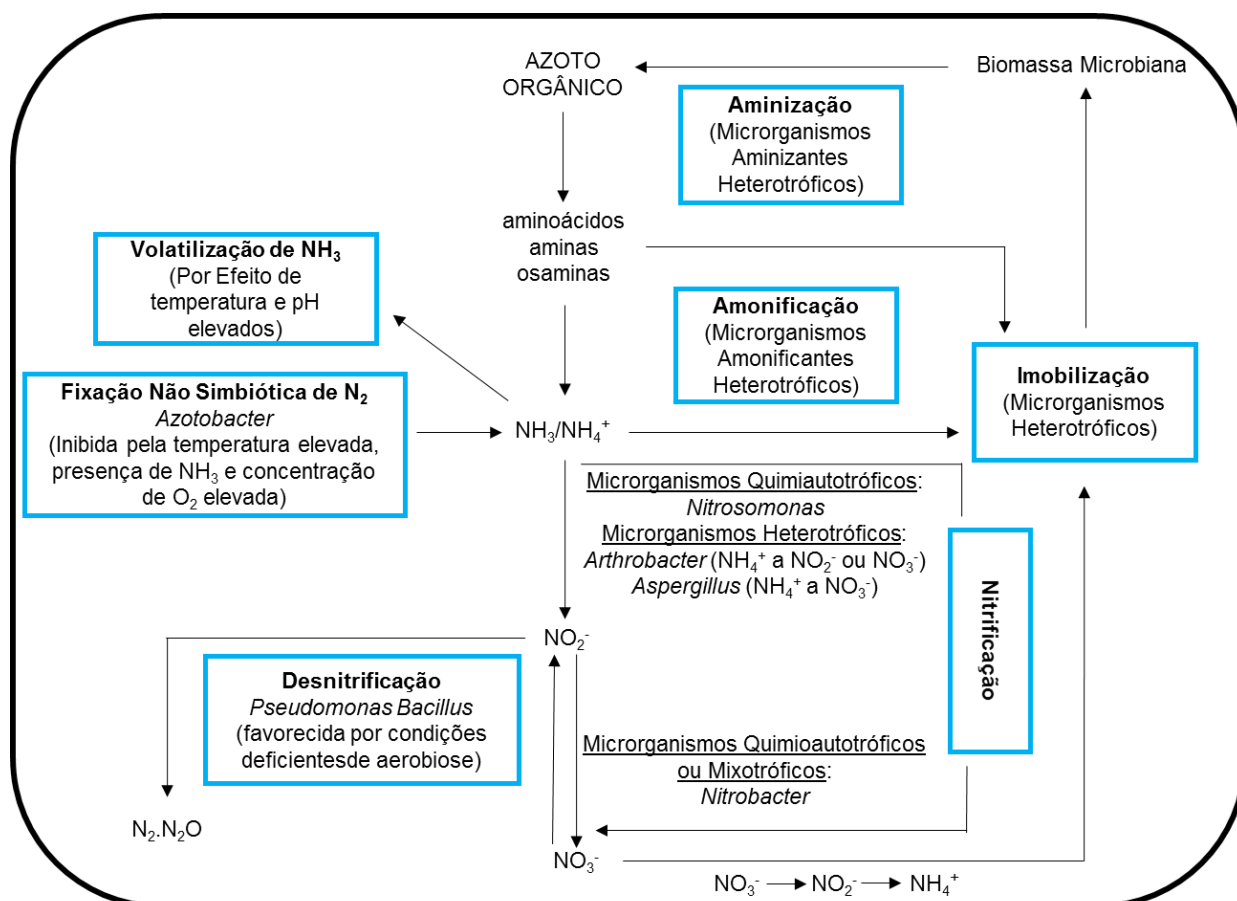 AZOTO
ORGÂNICO
Biomassa Microbiana
Aminização
(Microrganismos
Aminizantes
Heterotróficos)
aminoácidos
aminas
osaminas
Volatilização de NH₃
(Por Efeito de
temperatura e pH
elevados)
Amonificação
(Microrganismos
Amonificantes
Heterotróficos)
Imobilização
(Microrganismos
Heterotróficos)
Fixação Não Simbiótica de N₂
Azotobacter
(Inibida pela temperatura elevada,
presença de NH₃ e concentração
de O₂ elevada)
NH₃/NH₄⁺
Microrganismos Quimiautotróficos:
Nitrosomonas
Microrganismos Heterotróficos:
Arthrobacter (NH₄⁺ a NO₂⁻ ou NO₃⁻)
Aspergillus (NH₄⁺ a NO₃⁻)
Nitrificação
NO₂⁻
Desnitrificação
Pseudomonas Bacillus
(favorecida por condições
deficientesde aerobiose)
Microrganismos Quimioautotróficos
ou Mixotróficos:
Nitrobacter
N₂.N₂O
NO₃⁻
NO₃⁻ → NO₂⁻ → NH₄⁺